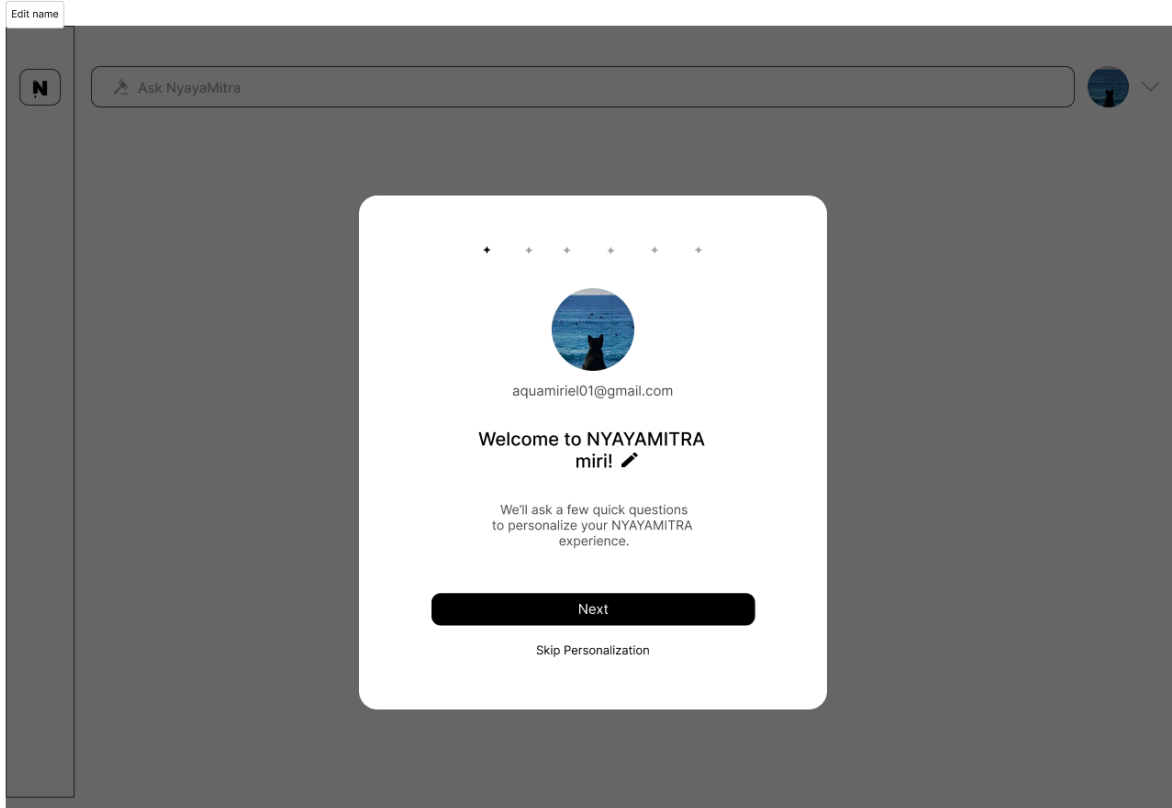 Edit name
N
Ask NyayaMitra
aquamiriel01@gmail.com
Welcome to NYAYAMITRA
miri!
We'll ask a few quick questions
to personalize your NYAYAMITRA
experience.
Next
Skip Personalization